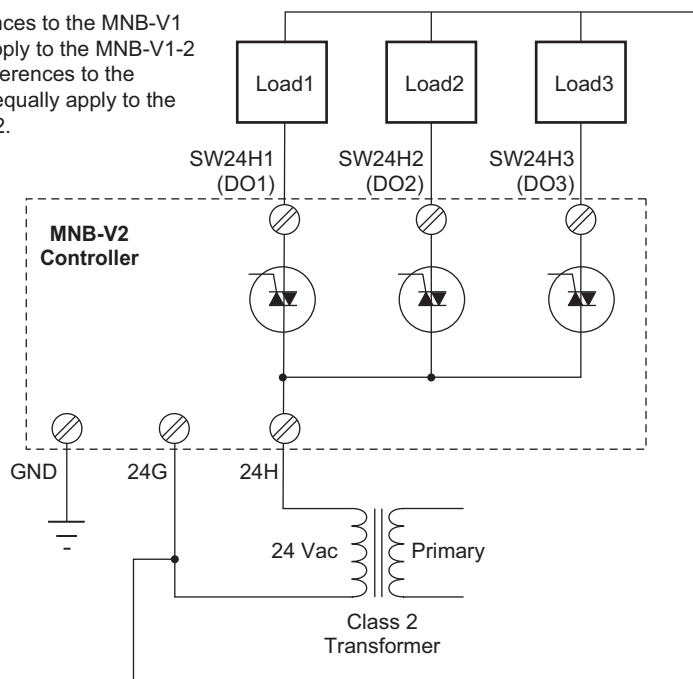 nces to the MNB-V1
pply to the MNB-V1-2
ferences to the
equally apply to the
2.
Load1
Load2
Load3
SW24H1
(DO1)
SW24H2
(DO2)
SW24H3
(DO3)
MNB-V2
Controller
GND
24G
24H
24 Vac
Primary
Class 2
Transformer